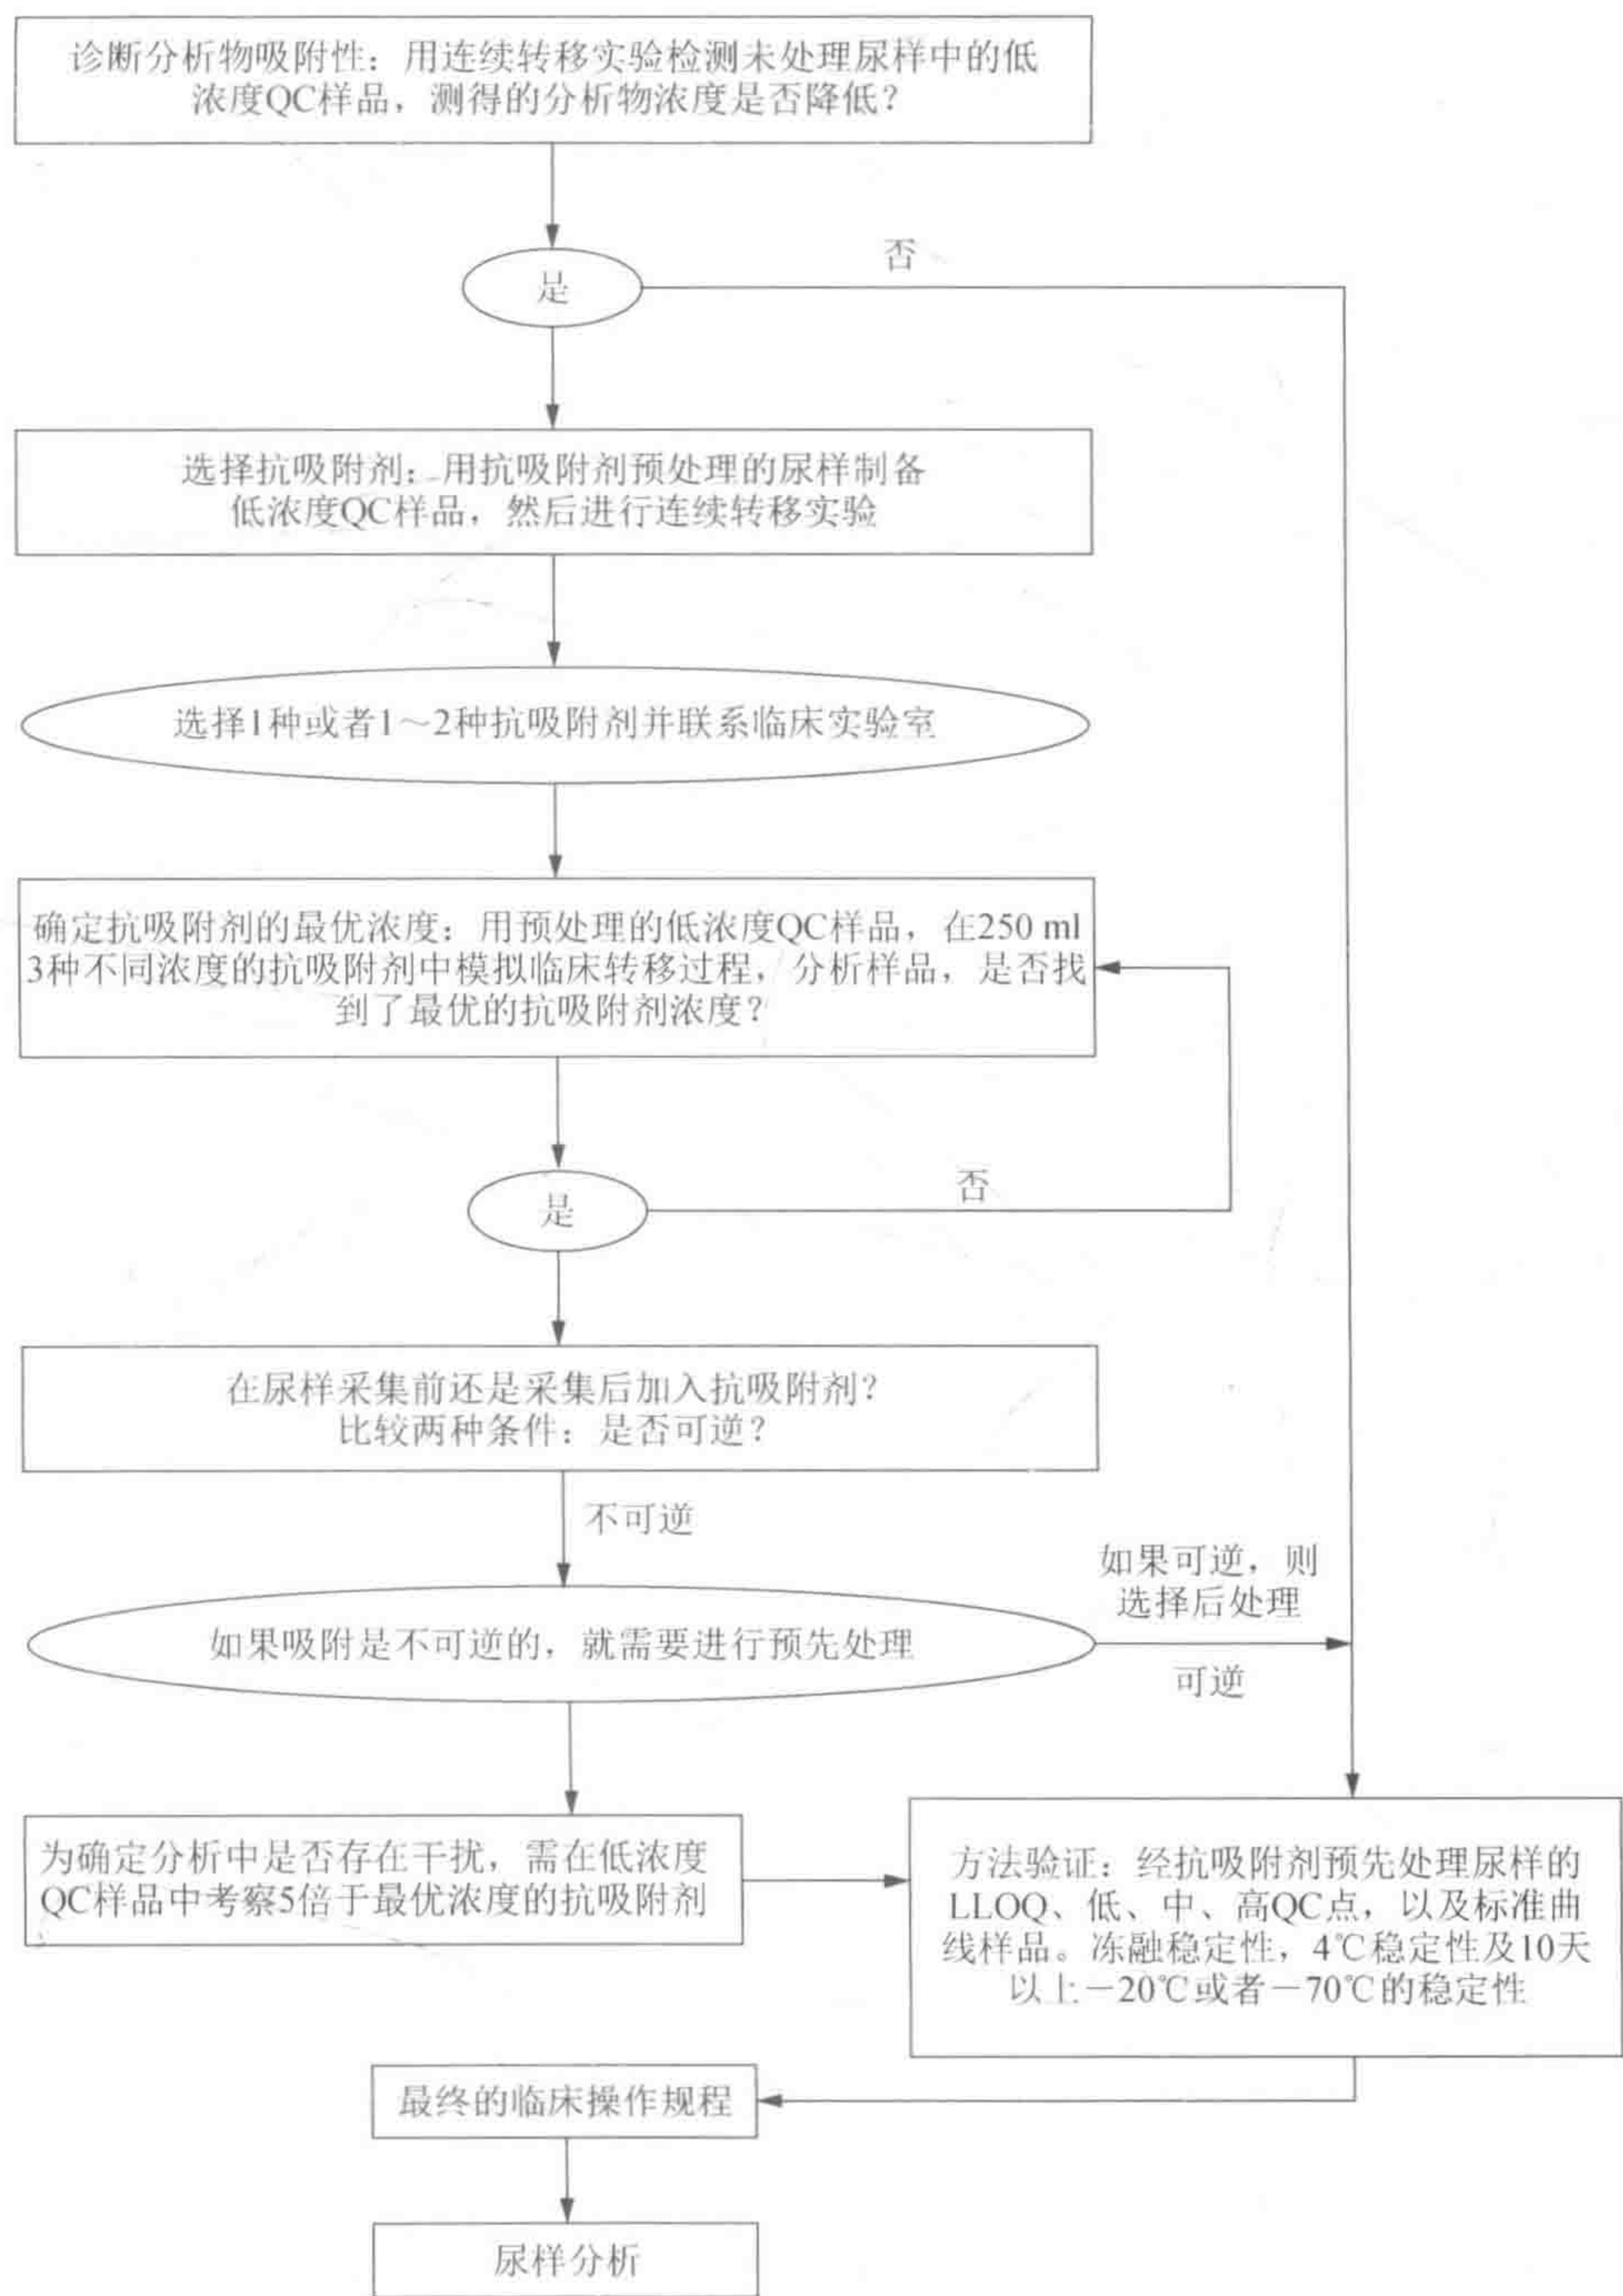 诊断分析物吸附性：用连续转移实验检测未处理尿样中的低
浓度QC样品，测得的分析物浓度是否降低？
是
否
选择抗吸附剂：用抗吸附剂预处理的尿样制备
低浓度QC样品，然后进行连续转移实验
选择1种或者1～2种抗吸附剂并联系临床实验室
确定抗吸附剂的最优浓度：用预处理的低浓度QC样品，在250 ml
3种不同浓度的抗吸附剂中模拟临床转移过程，分析样品，是否找
到了最优的抗吸附剂浓度？
是
否
在尿样采集前还是采集后加入抗吸附剂？
比较两种条件：是否可逆？
不可逆
如果吸附是不可逆的，就需要进行预先处理
如果可逆，则
选择后处理
可逆
为确定分析中是否存在干扰，需在低浓度
QC样品中考察5倍于最优浓度的抗吸附剂
方法验证：经抗吸附剂预先处理尿样的
LLOQ、低、中、高QC点，以及标准曲
线样品。冻融稳定性，4℃稳定性及10天
以上－20℃或者－70℃的稳定性
最终的临床操作规程
尿样分析